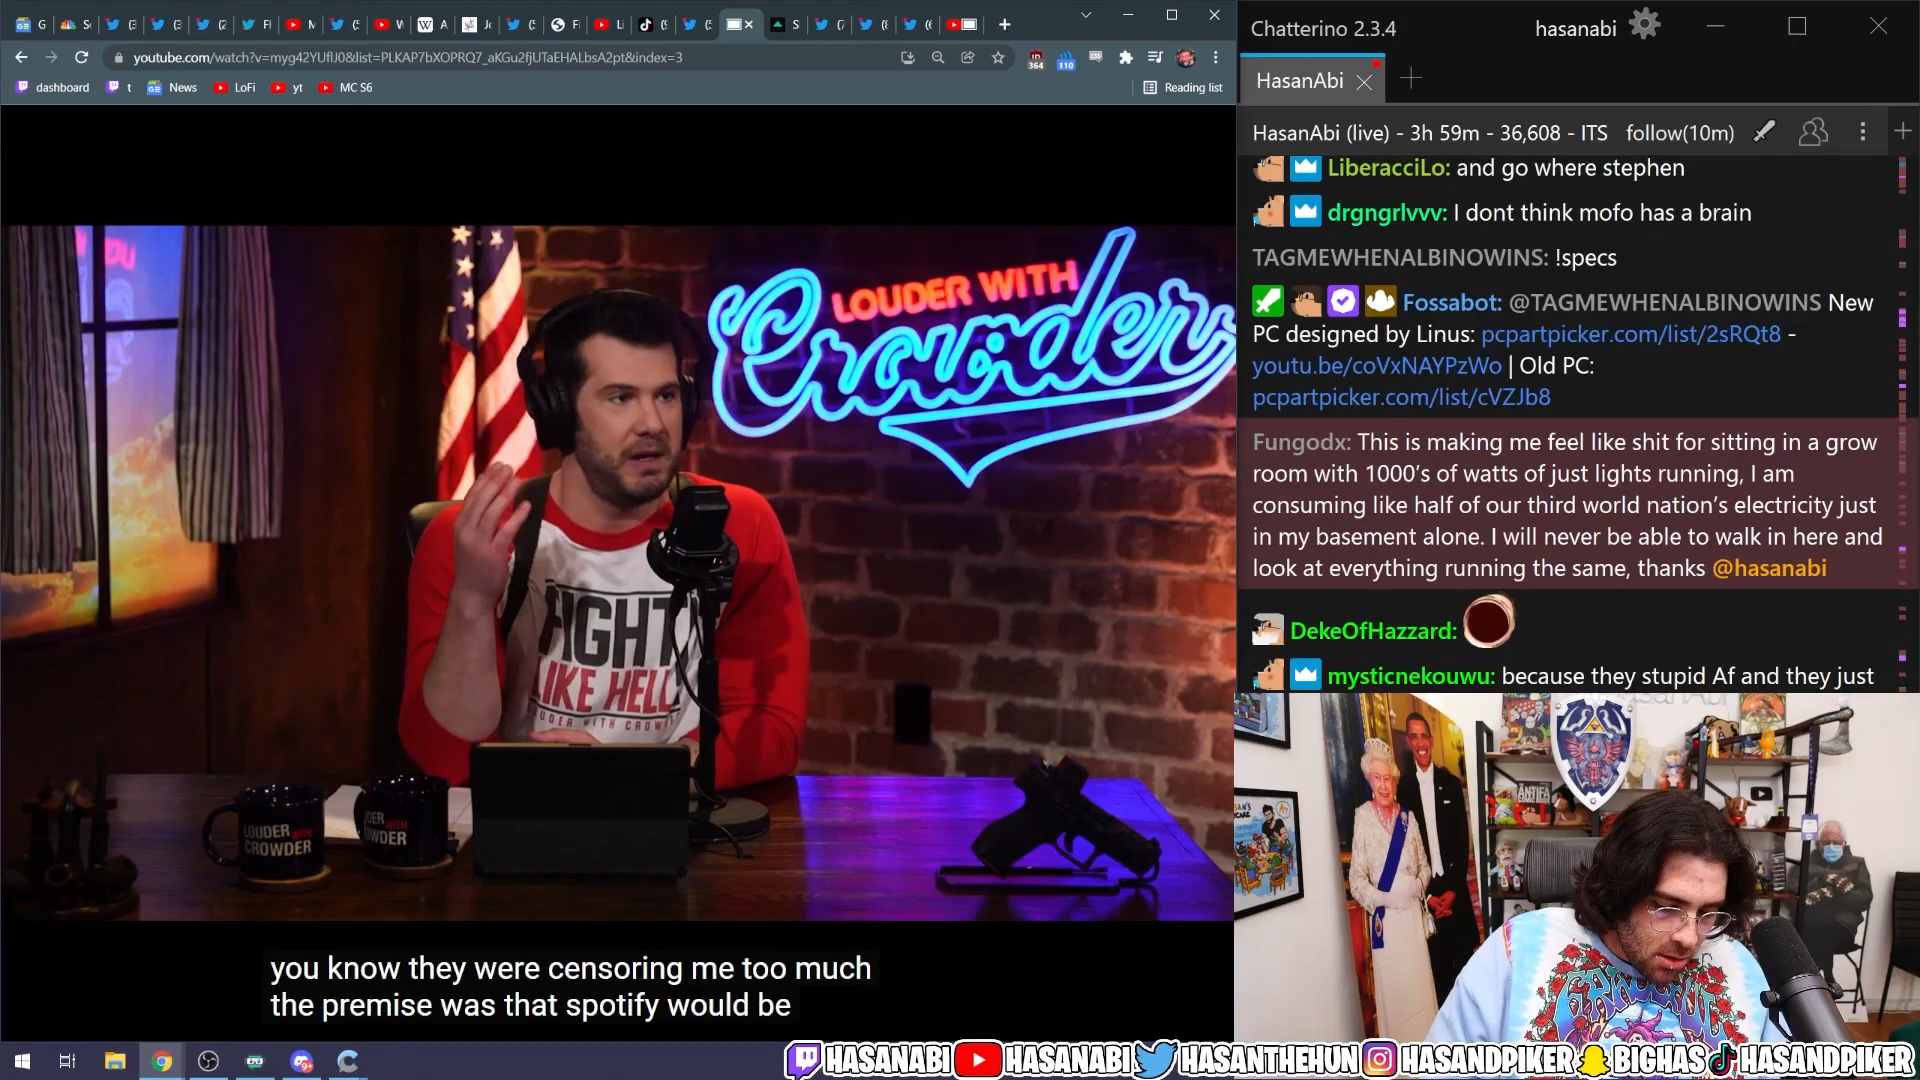 youtube.com/watch?v=myg42YUflJ0&list=PLKAP7bXOPRQ7_aKGu2fjUTaEHALbsA2pt&index=3
364
110
dashboard
t
News
LoFi
yt
MC S6
Reading list
LOUDER WITH
Crowder
FIGHT
LIKE HELL
LOUDER WITH
CROWDER
you know they were censoring me too much
the premise was that spotify would be
Chatterino 2.3.4
hasanabi
HasanAbi
HasanAbi (live) - 3h 59m - 36,608 - ITS
follow(10m)
LiberacciLo: and go where stephen
drgngrlvvv: I dont think mofo has a brain
TAGMEWHENALBINOWINS: !specs
Fossabot: @TAGMEWHENALBINOWINS New
PC designed by Linus: pcpartpicker.com/list/2sRQt8 -
youtu.be/coVxNAYPzWo | Old PC:
pcpartpicker.com/list/cVZJb8
Fungodx: This is making me feel like shit for sitting in a grow
room with 1000's of watts of just lights running, I am
consuming like half of our third world nation's electricity just
in my basement alone. I will never be able to walk in here and
look at everything running the same, thanks @hasanabi
DekeOfHazzard:
mysticnekouwu: because they stupid Af and they just
ANTIFA
HASANABI
HASANABI
HASANTHEHUN
HASANDPIKER
BIGHAS
HASANDPIKER